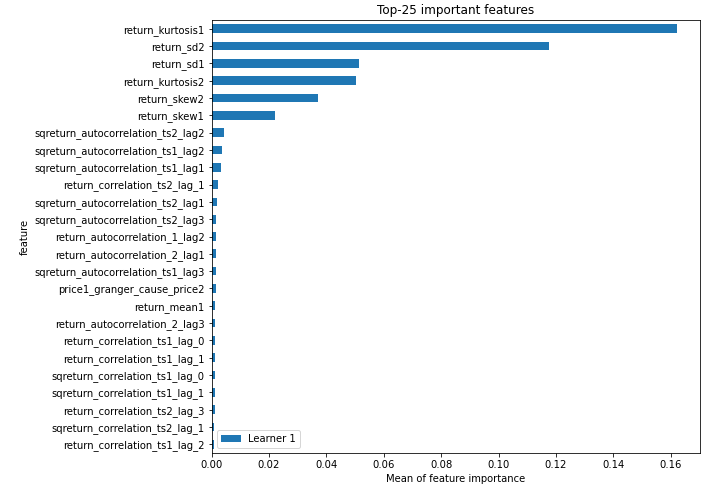 Top-25 important features
return_kurtosis1
return_sd2
return_sd1
return_kurtosis2
return_skew2
return_skew1
sqreturn_autocorrelation_ts2_lag2
sqreturn_autocorrelation_ts1_lag2
sqreturn_autocorrelation_ts1_lag1
return_correlation_ts2_lag_1
sqreturn_autocorrelation_ts2_lag1
sqreturn_autocorrelation_ts2_lag3
return_autocorrelation_1_lag2
return_autocorrelation_2_lag1
sqreturn_autocorrelation_ts1_lag3
price1_granger_cause_price2
return_mean1
return_autocorrelation_2_lag3
return_correlation_ts1_lag_0
return_correlation_ts1_lag_1
sqreturn_correlation_ts1_lag_0
sqreturn_correlation_ts1_lag_1
return_correlation_ts2_lag_3
sqreturn_correlation_ts2_lag_1
return_correlation_ts1_lag_2
feature
Learner 1
0.00 0.02 0.04 0.06 0.08 0.10 0.12 0.14 0.16
Mean of feature importance